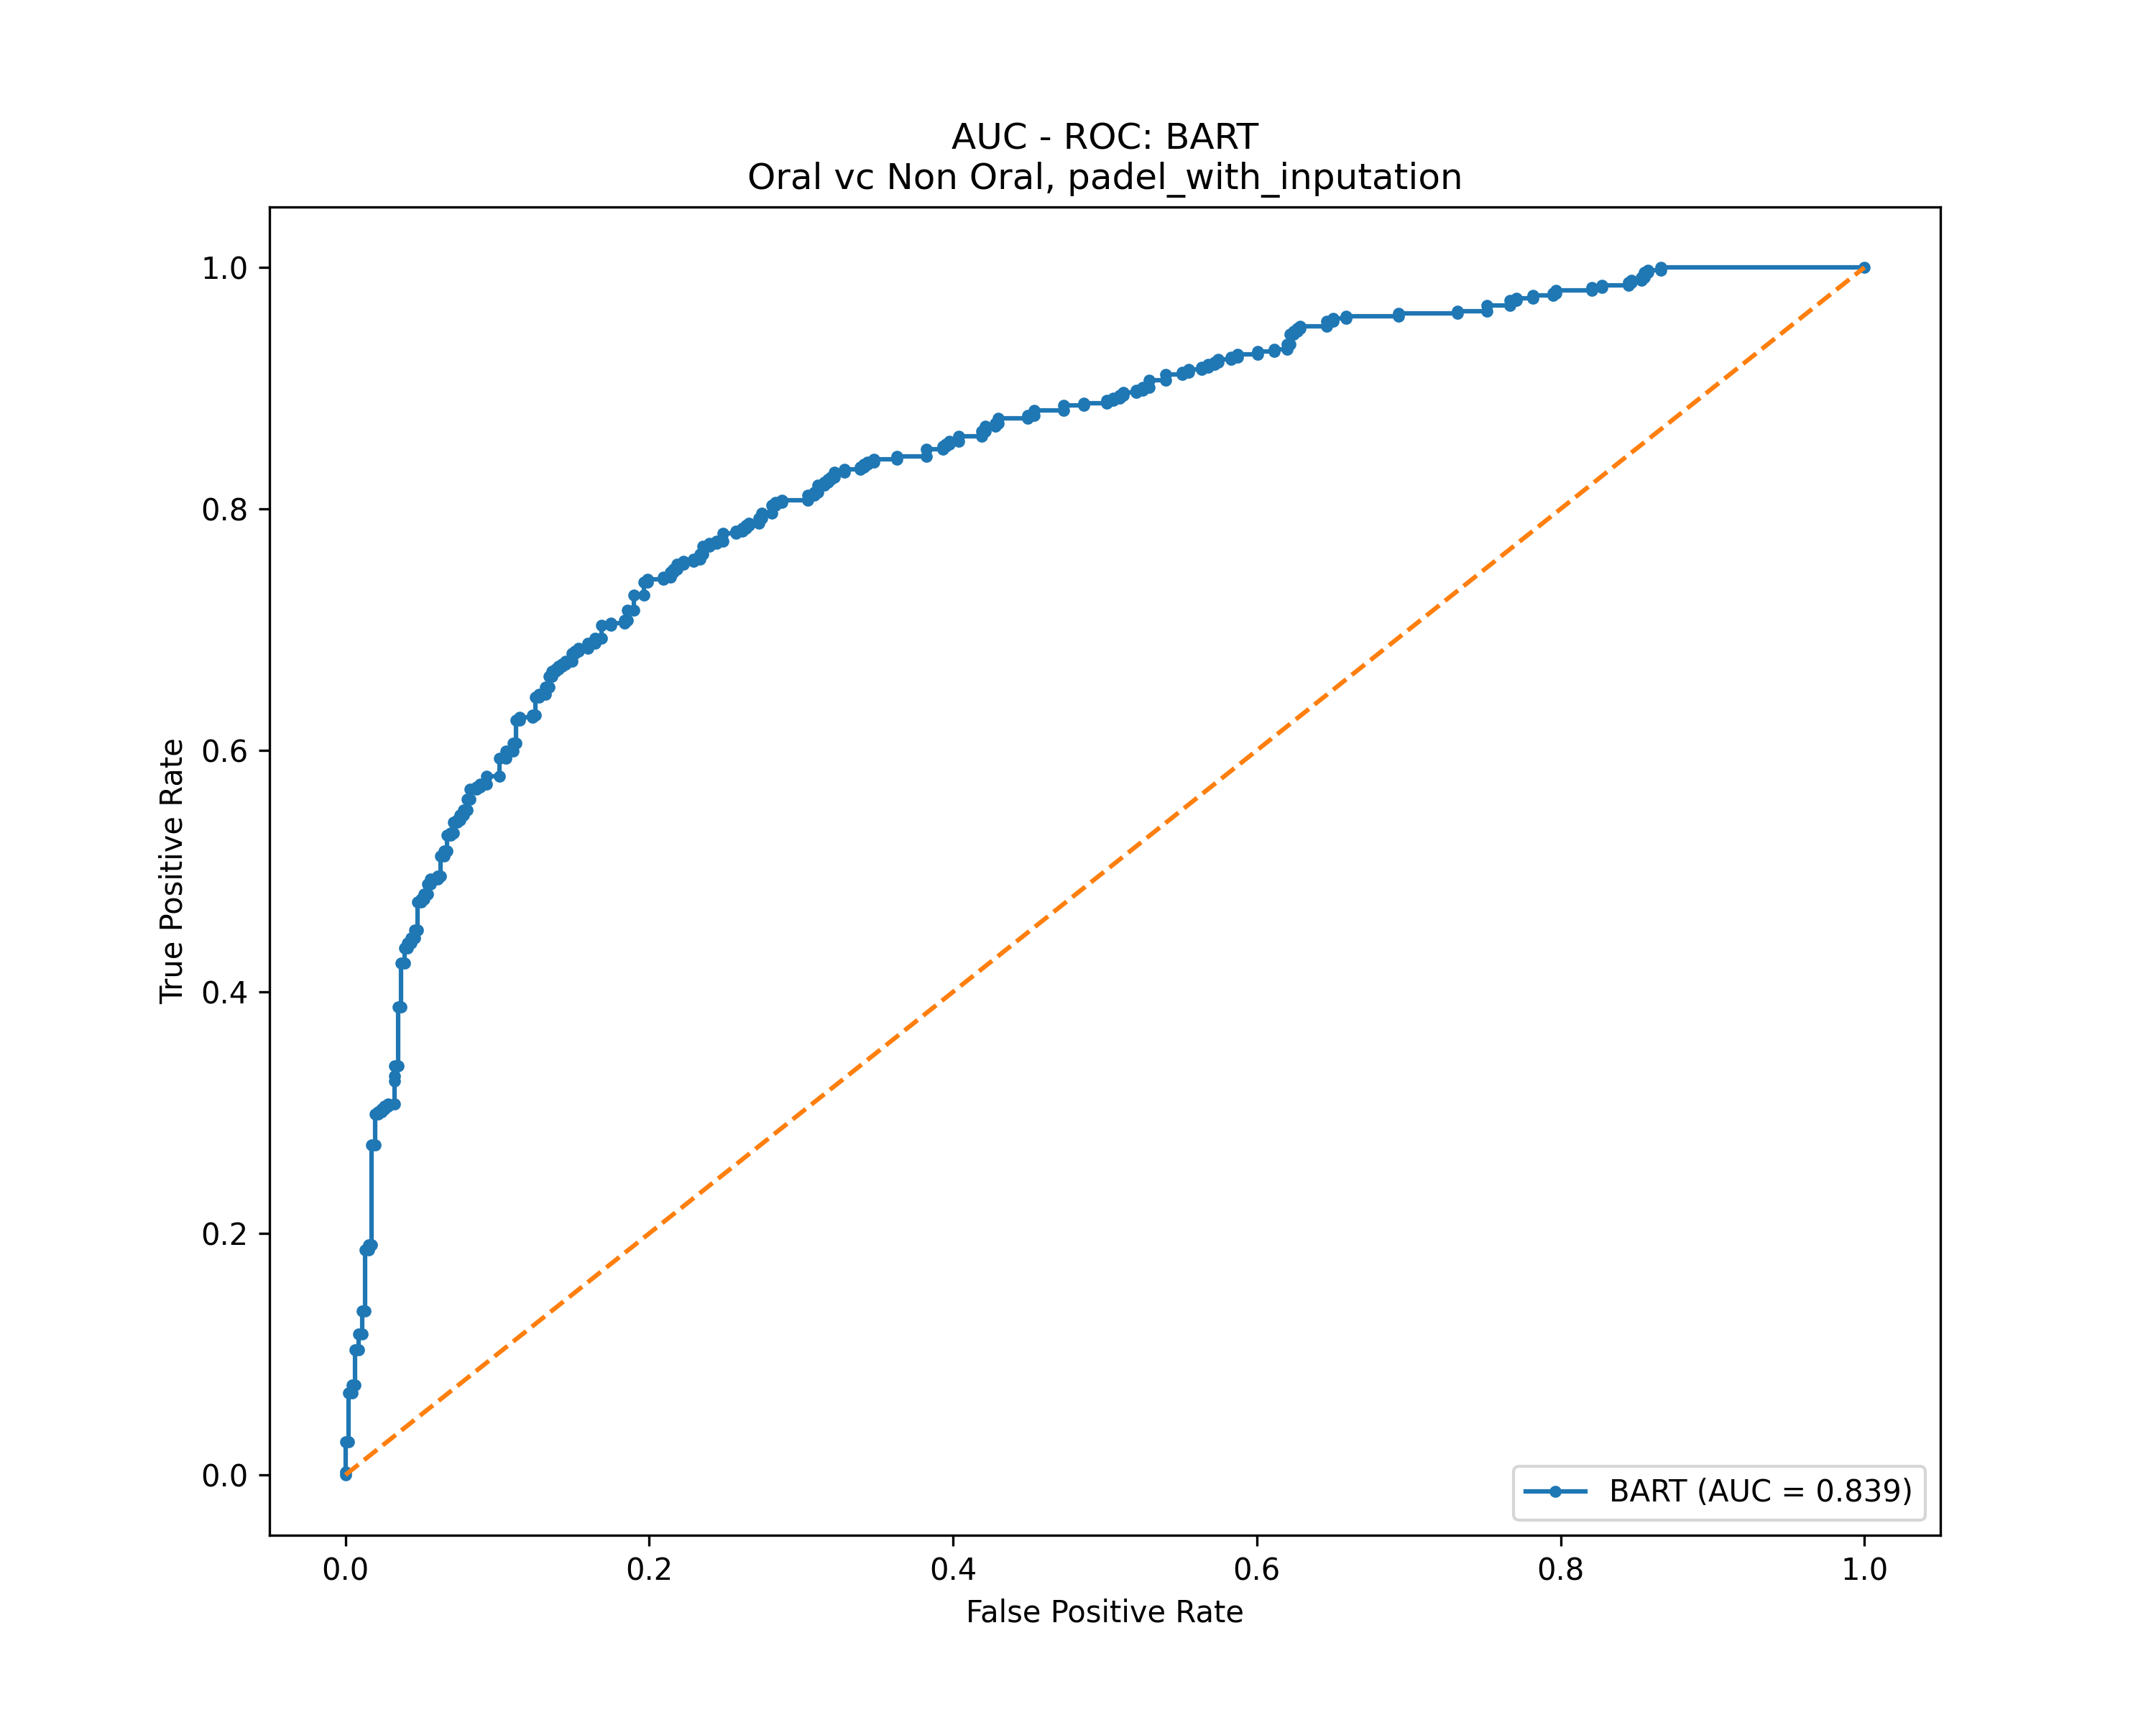 AUC - ROC: BART
Oral vc Non Oral, padel_with_inputation
True Positive Rate
1.0
0.8
0.6
0.4
0.2
0.0
BART (AUC = 0.839)
0.0 0.2 0.4 0.6 0.8 1.0
False Positive Rate